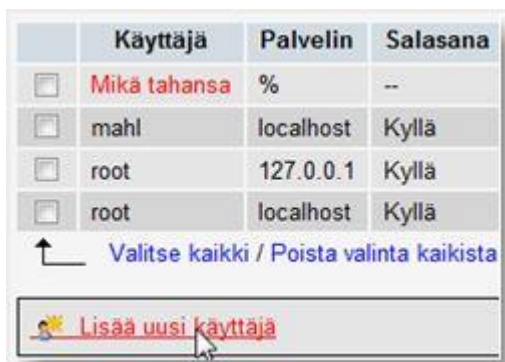 Käyttäjä Palvelin Salasana
Mikä tahansa % --
mahl localhost Kyllä
root 127.0.0.1 Kyllä
root localhost Kyllä
Valitse kaikki / Poista valinta kaikista
Lisää uusi käyttäjä